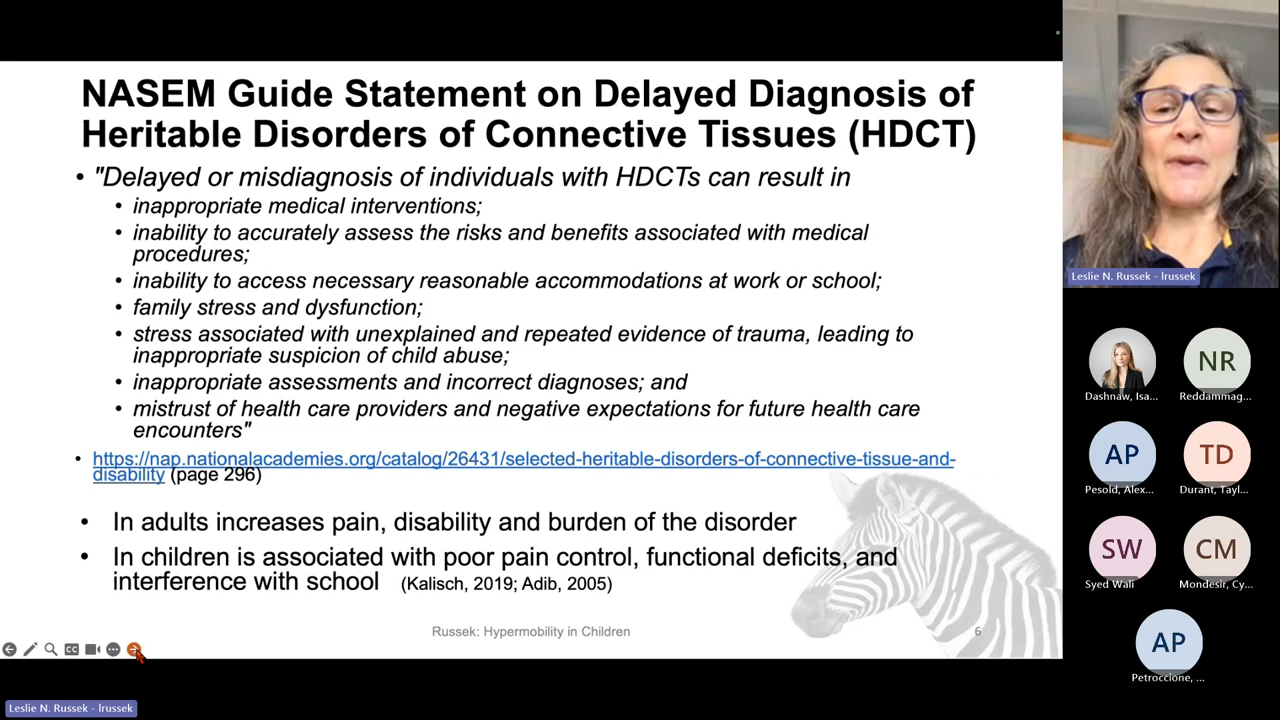 NASEM Guide Statement on Delayed Diagnosis of
Heritable Disorders of Connective Tissues (HDCT)
• "Delayed or misdiagnosis of individuals with HDCTs can result in
• inappropriate medical interventions;
• inability to accurately assess the risks and benefits associated with medical
procedures;
• inability to access necessary reasonable accommodations at work or school;
• family stress and dysfunction;
• stress associated with unexplained and repeated evidence of trauma, leading to
inappropriate suspicion of child abuse;
• inappropriate assessments and incorrect diagnoses; and
• mistrust of health care providers and negative expectations for future health care
encounters"
• https://nap.nationalacademies.org/catalog/26431/selected-heritable-disorders-of-connective-tissue-and-
disability (page 296)
• In adults increases pain, disability and burden of the disorder
• In children is associated with poor pain control, functional deficits, and
interference with school (Kalisch, 2019; Adib, 2005)
Russek: Hypermobility in Children
6
CC
Leslie N. Russek - lrussek
Leslie N. Russek - lrussek
Dashnaw, Isa...
NR
Reddammag...
AP
Pesold, Alex...
TD
Durant, Tayl...
SW
Syed Wali
CM
Mondesir, Cy...
AP
Petroccione, ...